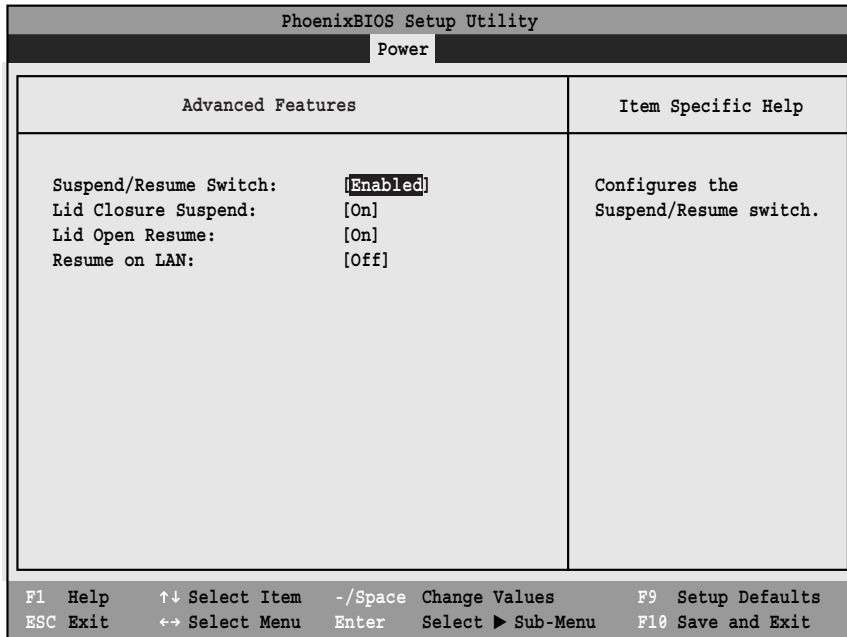 PhoenixBIOS Setup Utility
Power
Advanced Features
Item Specific Help
Suspend/Resume Switch: [Enabled]
Lid Closure Suspend: [On]
Lid Open Resume: [On]
Resume on LAN: [Off]
Configures the
Suspend/Resume switch.
F1 Help ↑↓ Select Item -/Space Change Values F9 Setup Defaults
ESC Exit ←→ Select Menu Enter Select ▶ Sub-Menu F10 Save and Exit